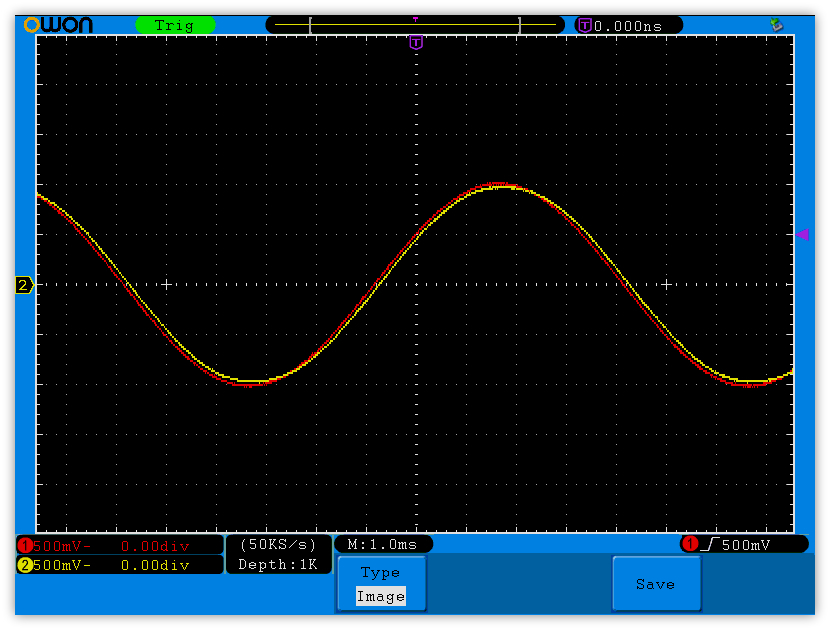 OWON Trig T T 0.000ns
T
2
1 500mV- 0.00div (50KS/s) M:1.0ms 1 500mV
2 500mV- 0.00div Depth:1K
Type Save
Image